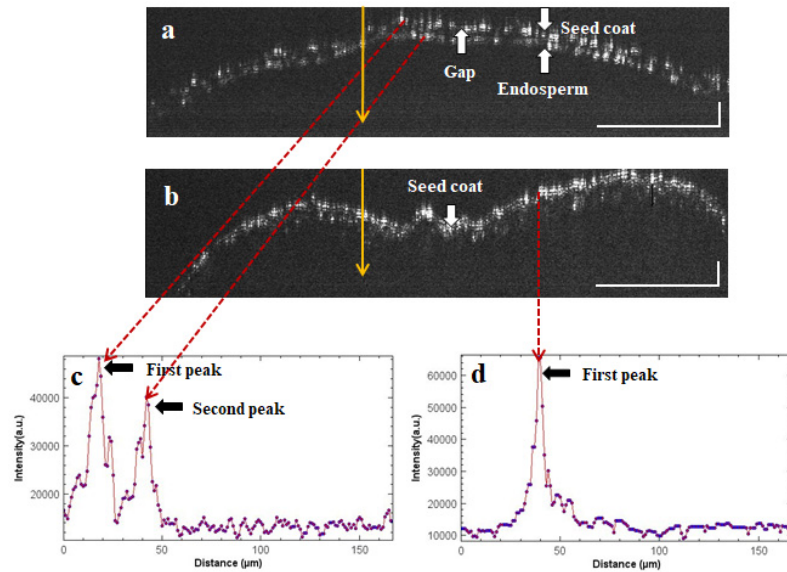 a
Seed coat
Gap
Endosperm
b
Seed coat
c
First peak
Second peak
Intensity(a.u.)
40000
30000
20000
0
50
100
150
Distance (µm)
d
First peak
Intensity(a.u.)
60000
50000
40000
30000
20000
10000
0
50
100
150
Distance (µm)